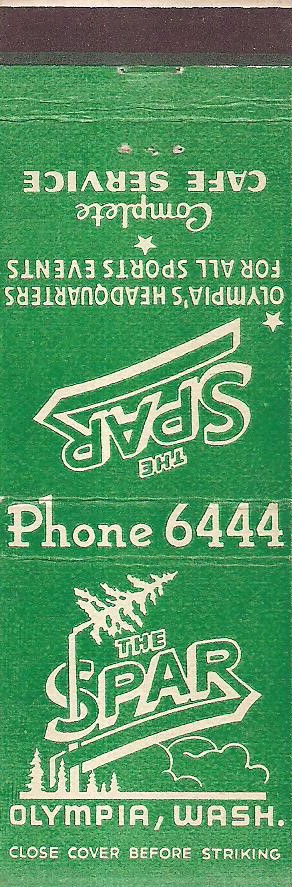 Complete
CAFE SERVICE
OLYMPIA'S HEADQUARTERS
FOR ALL SPORTS EVENTS
THE
SPAR
Phone 6444
THE
SPAR
OLYMPIA, WASH.
CLOSE COVER BEFORE STRIKING